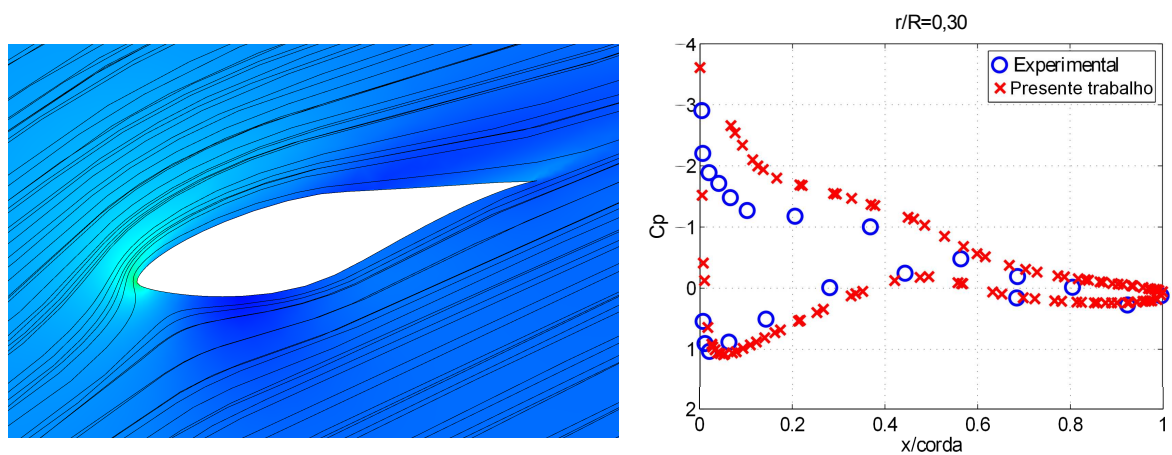 r/R=0,30
−4
−3
−2
−1
0
1
2
Cp
Experimental
Presente trabalho
0
0.2
0.4
0.6
0.8
1
x/corda